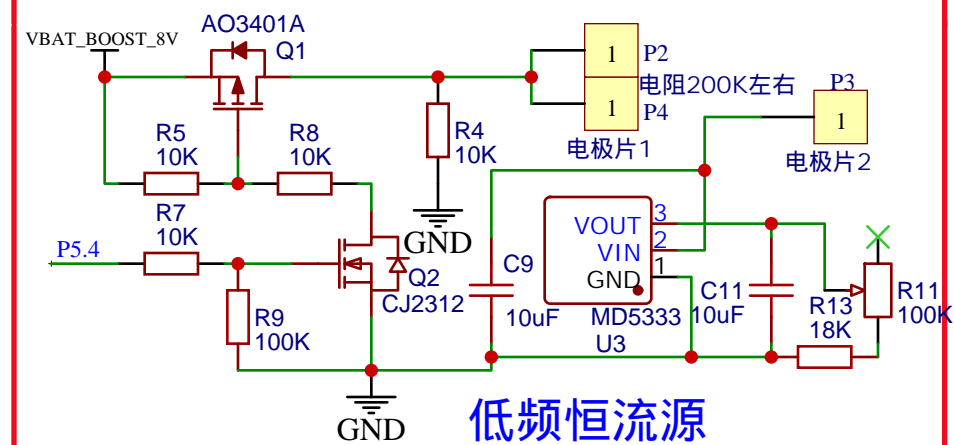 AO3401A
Q1
VBAT_BOOST_8V
1
P2
电阻200K左右
1
P4
电极片1
P3
1
电极片2
R5
10K
R8
10K
R4
10K
GND
R7
10K
P5.4
Q2
CJ2312
R9
100K
GND
C9
10uF
VOUT
3
VIN
2
GND
1
MD5333
U3
C11
10uF
R13
18K
R11
100K
低频恒流源